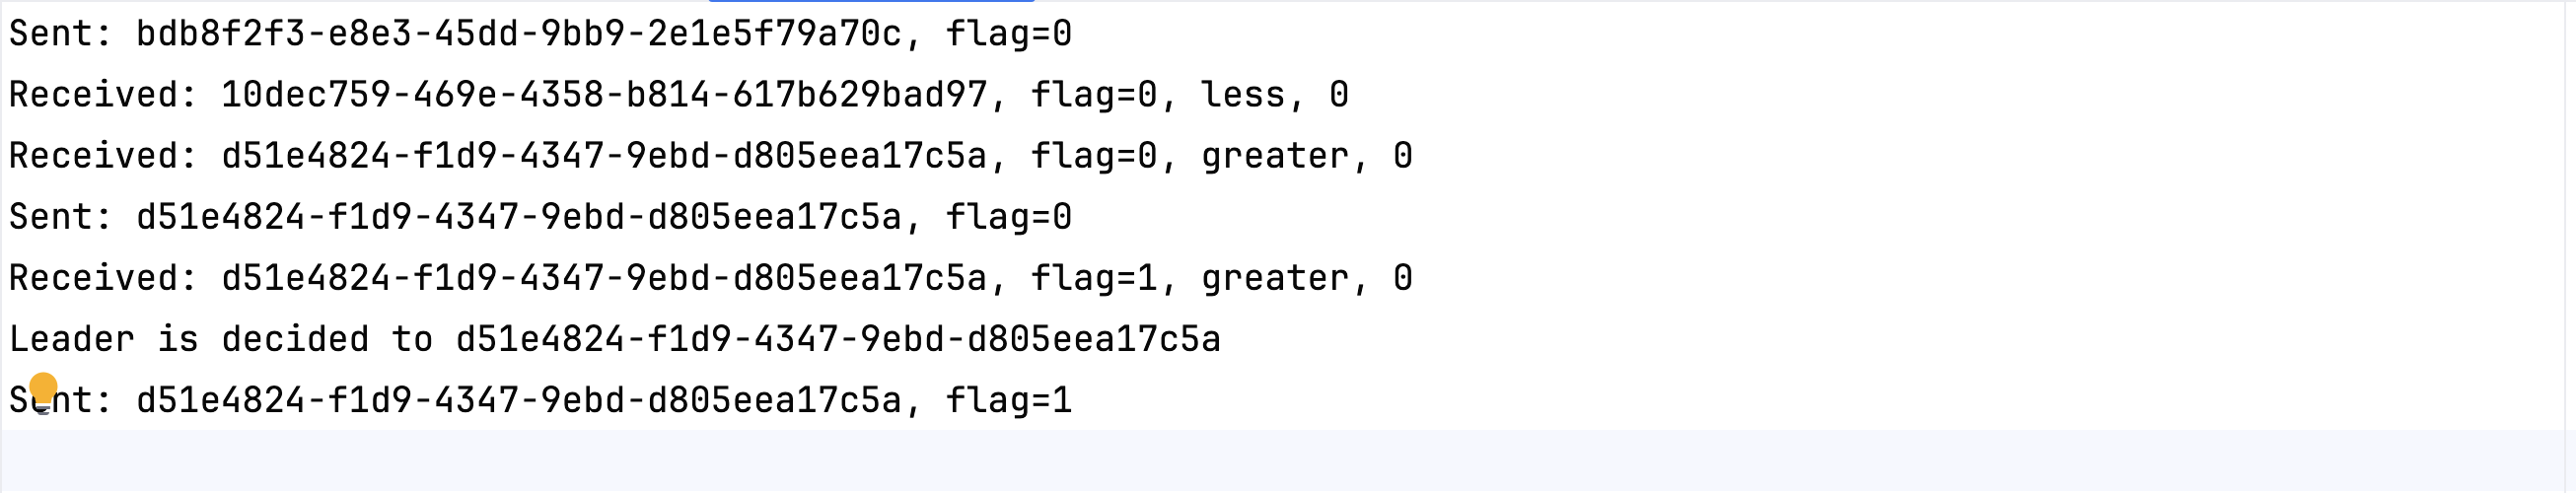 Sent: bdb8f2f3-e8e3-45dd-9bb9-2e1e5f79a70c, flag=0
Received: 10dec759-469e-4358-b814-617b629bad97, flag=0, less, 0
Received: d51e4824-f1d9-4347-9ebd-d805eea17c5a, flag=0, greater, 0
Sent: d51e4824-f1d9-4347-9ebd-d805eea17c5a, flag=0
Received: d51e4824-f1d9-4347-9ebd-d805eea17c5a, flag=1, greater, 0
Leader is decided to d51e4824-f1d9-4347-9ebd-d805eea17c5a
Sent: d51e4824-f1d9-4347-9ebd-d805eea17c5a, flag=1